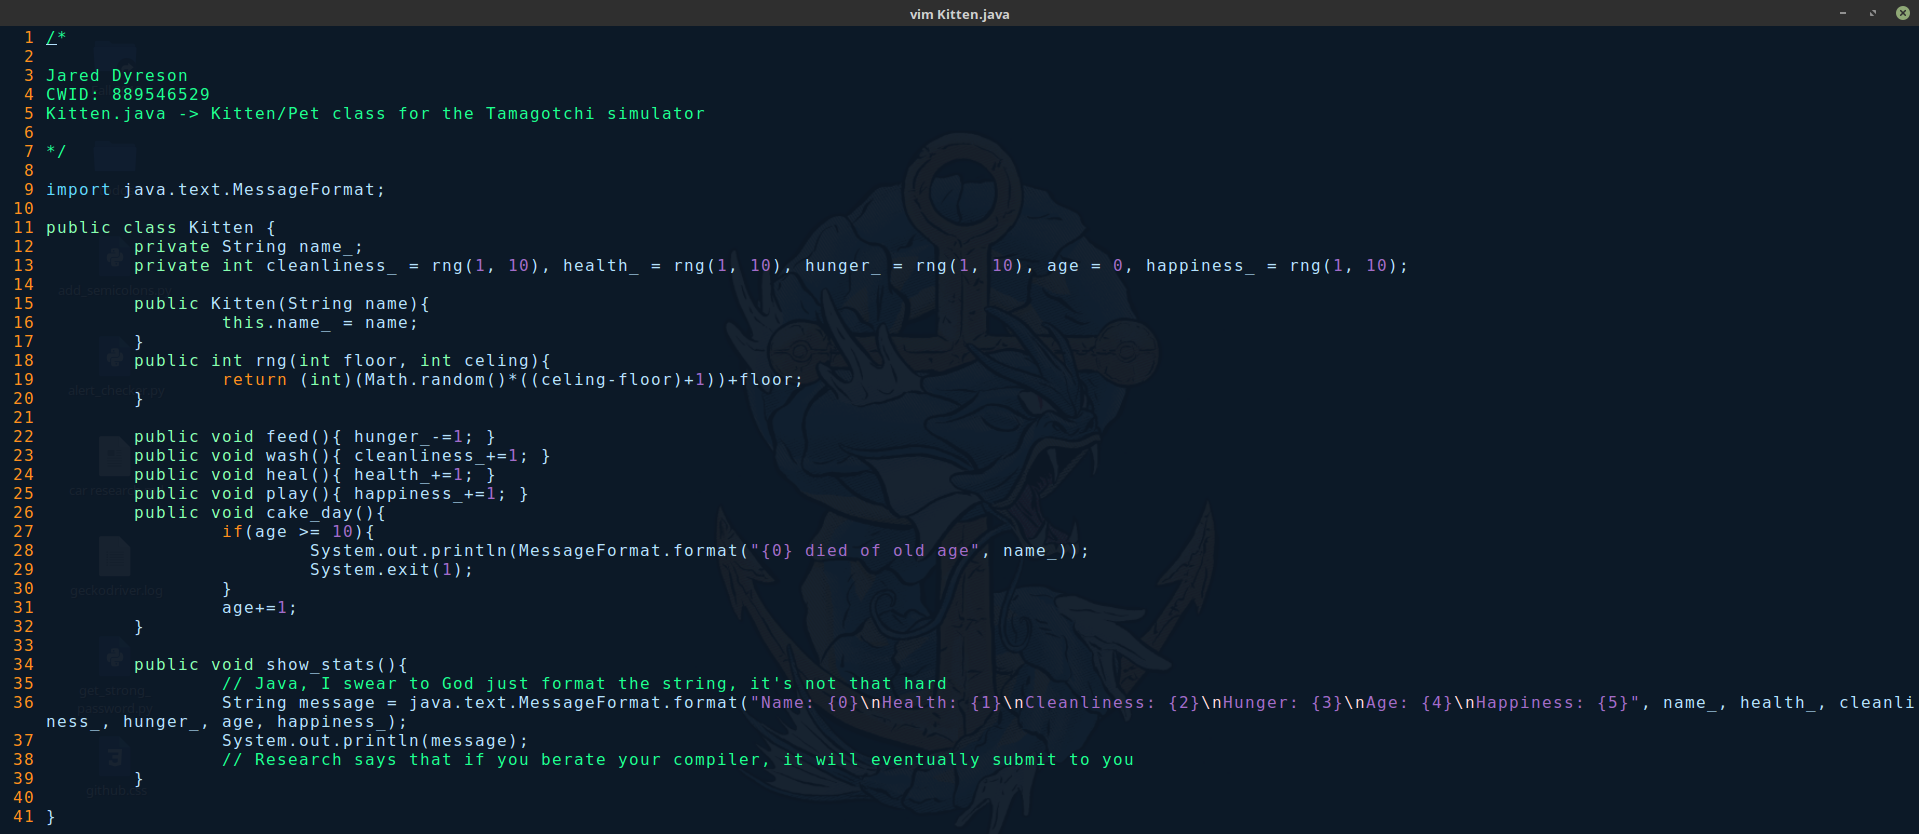 vim Kitten.java
1 /*
2
3 Jared Dyreson
4 CWID: 889546529
5 Kitten.java -> Kitten/Pet class for the Tamagotchi simulator
6
7 */
8
9 import java.text.MessageFormat;
10
11 public class Kitten {
12 private String name_;
13 private int cleanliness_ = rng(1, 10), health_ = rng(1, 10), hunger_ = rng(1, 10), age = 0, happiness_ = rng(1, 10);
14
15 public Kitten(String name){
16 this.name_ = name;
17 }
18 public int rng(int floor, int celing){
19 return (int)(Math.random()*((celing-floor)+1))+floor;
20 }
21
22 public void feed(){ hunger_-=1; }
23 public void wash(){ cleanliness_+=1; }
24 public void heal(){ health_+=1; }
25 public void play(){ happiness_+=1; }
26 public void cake_day(){
27 if(age >= 10){
28 System.out.println(MessageFormat.format("{0} died of old age", name_));
29 System.exit(1);
30 }
31 age+=1;
32 }
33
34 public void show_stats(){
35 // Java, I swear to God just format the string, it's not that hard
36 String message = java.text.MessageFormat.format("Name: {0}\nHealth: {1}\nCleanliness: {2}\nHunger: {3}\nAge: {4}\nHappiness: {5}", name_, health_, cleanli
ness_, hunger_, age, happiness_);
37 System.out.println(message);
38 // Research says that if you berate your compiler, it will eventually submit to you
39 }
40
41 }
add_semicolons.py
alert_checker.py
geckodriver.log
github.css